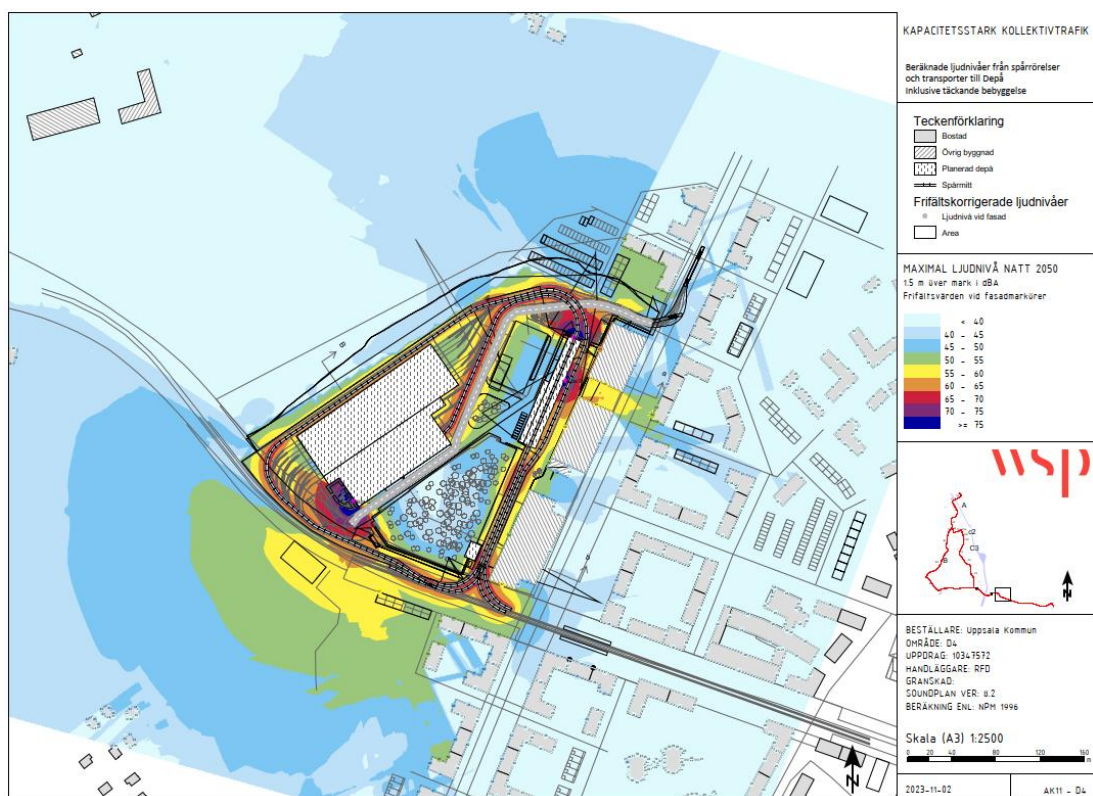 KAPACITETSSTARK KOLLEKTIVTRAFIK
Beräknade ljudnivåer från spårrörelser
och transporter till Depå
Inklusive täckande bebyggelse
Teckenförklaring
Bostad
Övrig byggnad
Planerad depå
Spårmitt
Frifältskorrigerade ljudnivåer
Ljudnivå vid fasad
Area
MAXIMAL LJUDNIVÅ NATT 2050
1.5 m över mark i dBA
Frifältsvärden vid fasadmarkürer
< 40
40 - 45
45 - 50
50 - 55
55 - 60
60 - 65
65 - 70
70 - 75
>= 75
wsp
A
C2
C3
B
N
BESTÄLLARE: Uppsala Kommun
OMRÅDE: D4
UPPDRAG: 10347572
HANDLÄGGARE: RFD
GRANSKAD:
SOUNDPLAN VER: 8.2
BERÄKNING ENL: NPM 1996
Skala (A3) 1:2500
0 20 40 80 120 160
m
N
2023-11-02
AK11 - D4